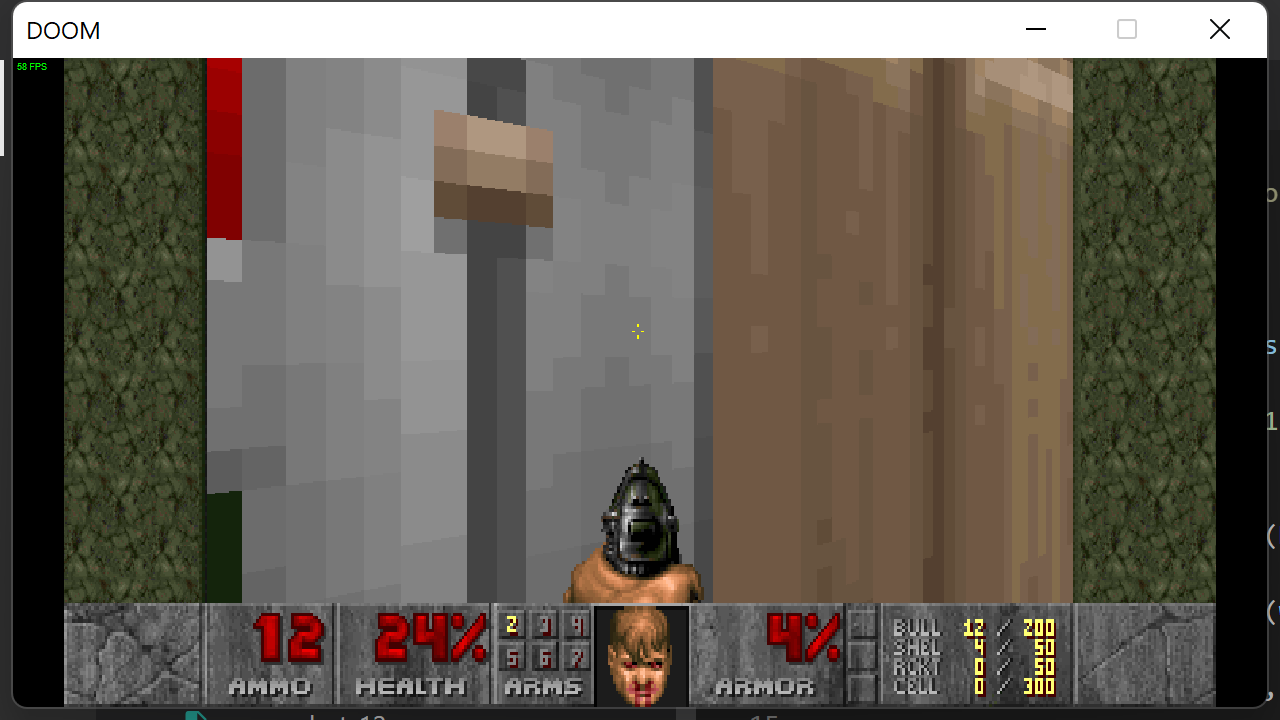 DOOM
58 FPS
12 24% 2 3 4 4% BULL 12 / 200
SHEL 4 / 50
5 6 7 RCKT 0 / 50
AMMO HEALTH ARMS ARMOR CELL 0 / 300
15